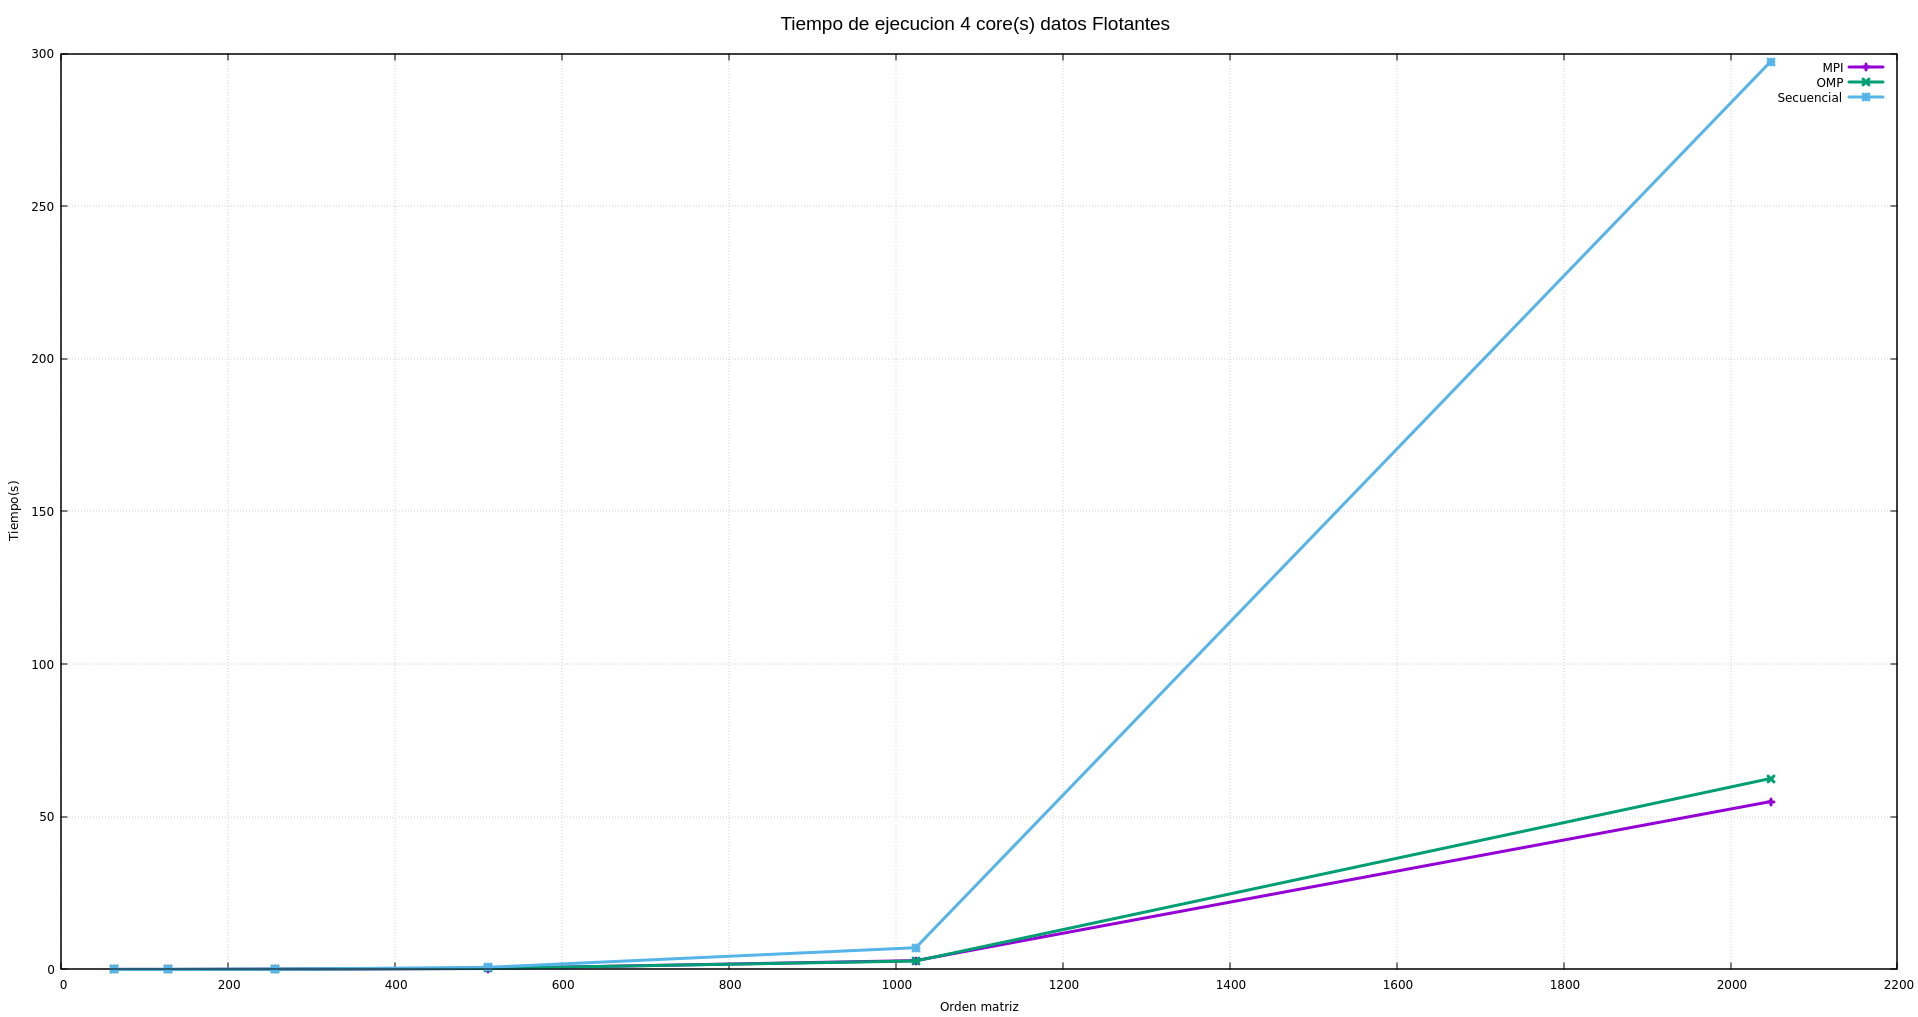 Tiempo de ejecucion 4 core(s) datos Flotantes
300
250
200
150
100
50
0
MPI
OMP
Secuencial
Tiempo(s)
0 200 400 600 800 1000 1200 1400 1600 1800 2000 2200
Orden matriz